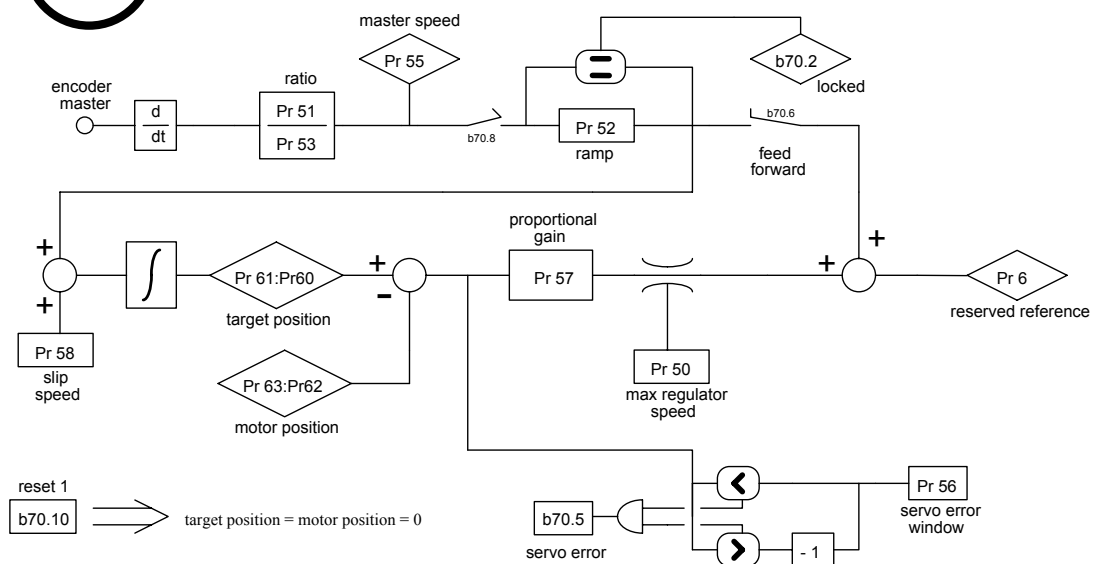 master speed
Pr 55
b70.2
locked
encoder
master
d
dt
ratio
Pr 51
Pr 53
b70.8
Pr 52
ramp
b70.6
feed
forward
+
+
Pr 58
slip
speed
Pr 61:Pr60
target position
+
-
Pr 63:Pr62
motor position
proportional
gain
Pr 57
Pr 50
max regulator
speed
+
+
Pr 6
reserved reference
reset 1
b70.10
target position = motor position = 0
b70.5
servo error
<
>
- 1
Pr 56
servo error
window